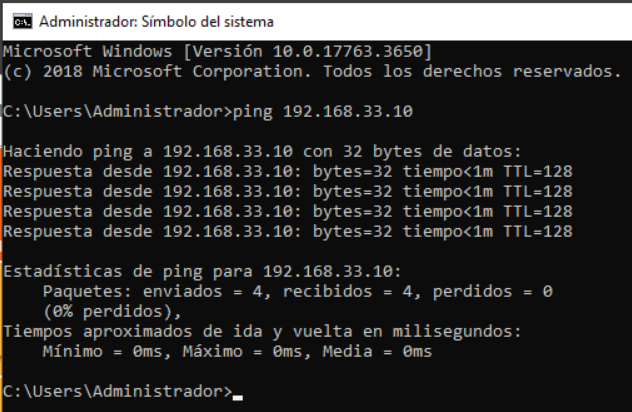 Administrador: Símbolo del sistema
Microsoft Windows [Versión 10.0.17763.3650]
(c) 2018 Microsoft Corporation. Todos los derechos reservados.
C:\Users\Administrador>ping 192.168.33.10
Haciendo ping a 192.168.33.10 con 32 bytes de datos:
Respuesta desde 192.168.33.10: bytes=32 tiempo<1m TTL=128
Respuesta desde 192.168.33.10: bytes=32 tiempo<1m TTL=128
Respuesta desde 192.168.33.10: bytes=32 tiempo<1m TTL=128
Respuesta desde 192.168.33.10: bytes=32 tiempo<1m TTL=128
Estadísticas de ping para 192.168.33.10:
    Paquetes: enviados = 4, recibidos = 4, perdidos = 0
    (0% perdidos),
Tiempos aproximados de ida y vuelta en milisegundos:
    Mínimo = 0ms, Máximo = 0ms, Media = 0ms
C:\Users\Administrador>